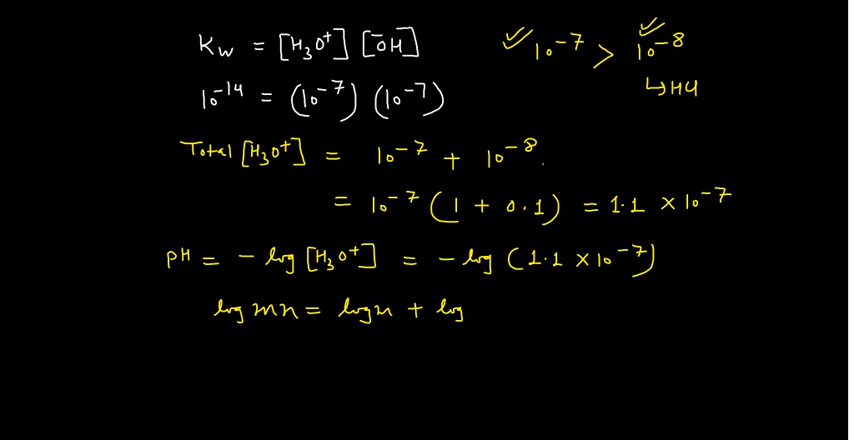 Kw = [H₃O⁺] [⁻OH]
✓10⁻⁷ > 10⁻⁸
10⁻¹⁴ = (10⁻⁷) (10⁻⁷)
↳ HCl
Total [H₃O⁺] = 10⁻⁷ + 10⁻⁸.
= 10⁻⁷ (1 + 0.1) = 1.1 × 10⁻⁷
pH = - log [H₃O⁺] = - log (1.1 × 10⁻⁷)
log mn = log m + log